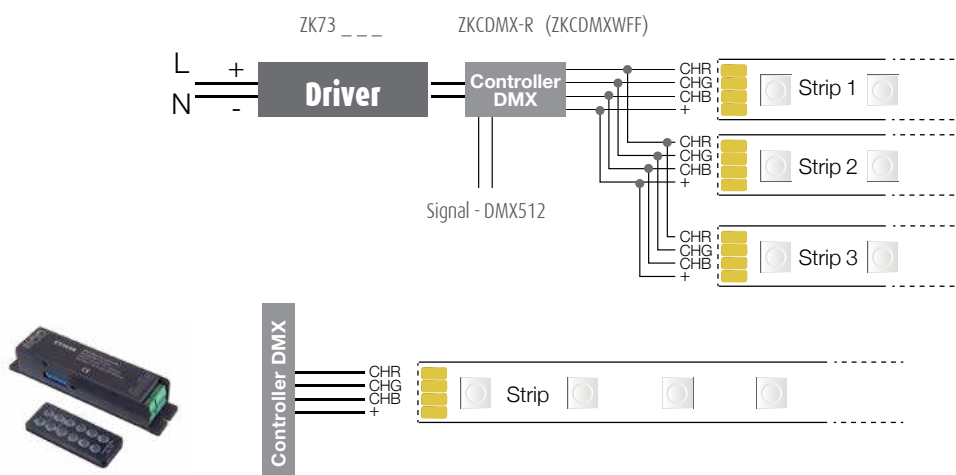 ZK73 _ _ _ ZKCDMX-R (ZKCDMXWFF)
L +
N -
Driver
Controller
DMX
CHR
CHG
CHB
+
Strip 1
CHR
CHG
CHB
+
Strip 2
Signal - DMX512
CHR
CHG
CHB
+
Strip 3
Controller DMX
CHR
CHG
CHB
+
Strip